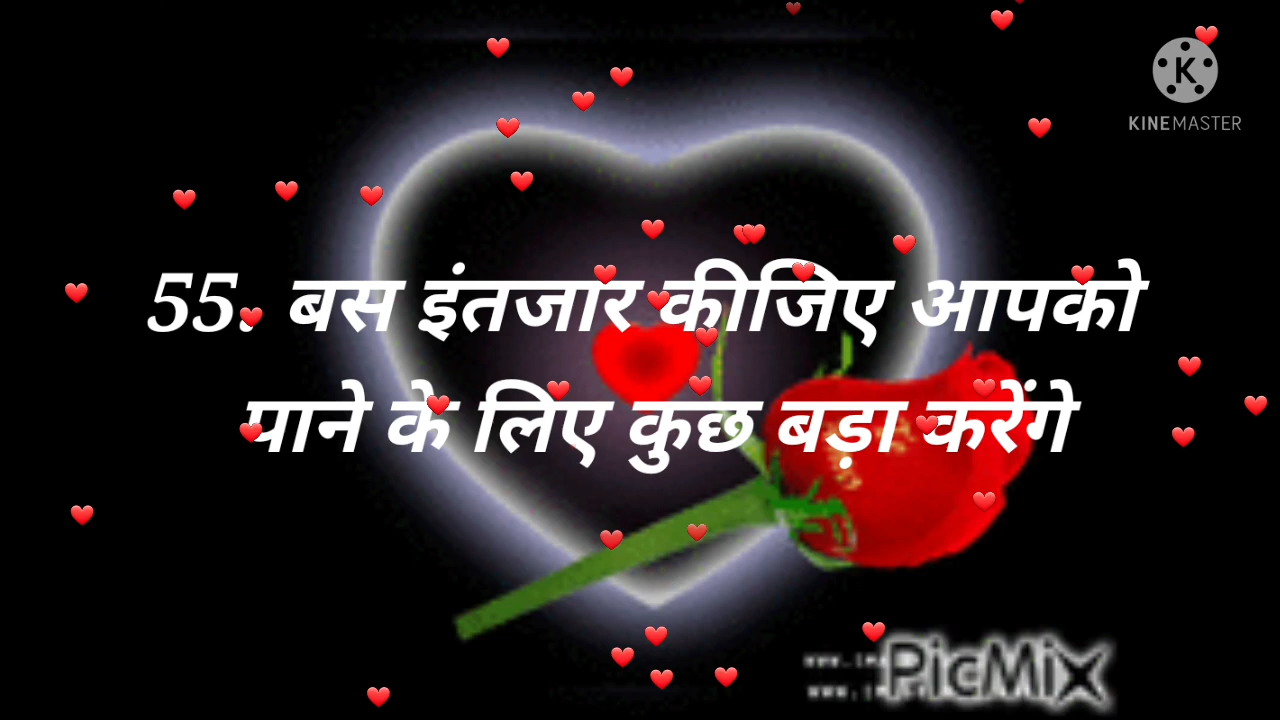 K
KINEMASTER
55. बस इंतजार कीजिए आपको
पाने के लिए कुछ बड़ा करेंगे
PicMix